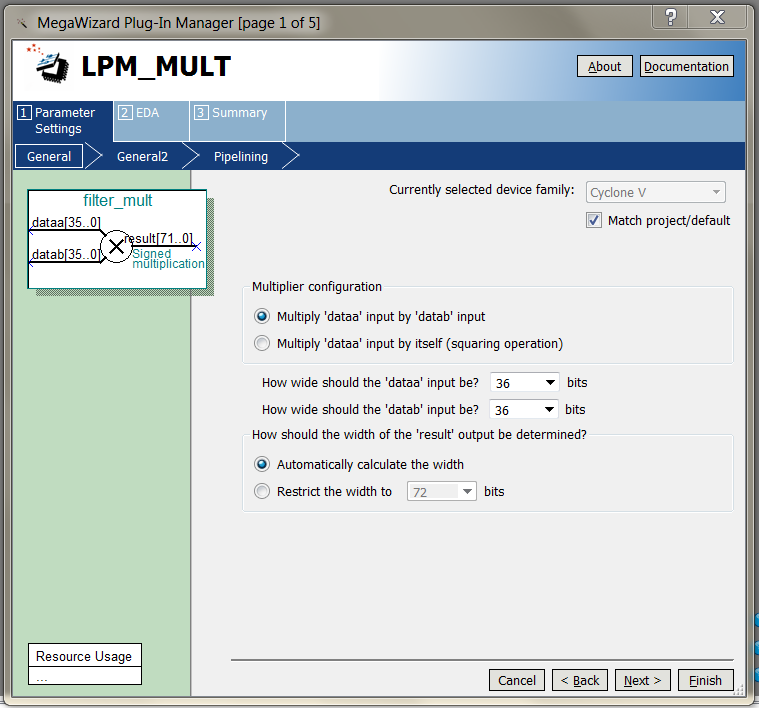 MegaWizard Plug-In Manager [page 1 of 5]
?
LPM_MULT
About
Documentation
1 Parameter Settings
2 EDA
3 Summary
General
General2
Pipelining
filter_mult
dataa[35..0]
result[71..0]
datab[35..0]
Signed
multiplication
Currently selected device family:
Cyclone V
Match project/default
Multiplier configuration
Multiply 'dataa' input by 'datab' input
Multiply 'dataa' input by itself (squaring operation)
How wide should the 'dataa' input be? 36 bits
How wide should the 'datab' input be? 36 bits
How should the width of the 'result' output be determined?
Automatically calculate the width
Restrict the width to 72 bits
Resource Usage
...
Cancel
< Back
Next >
Finish